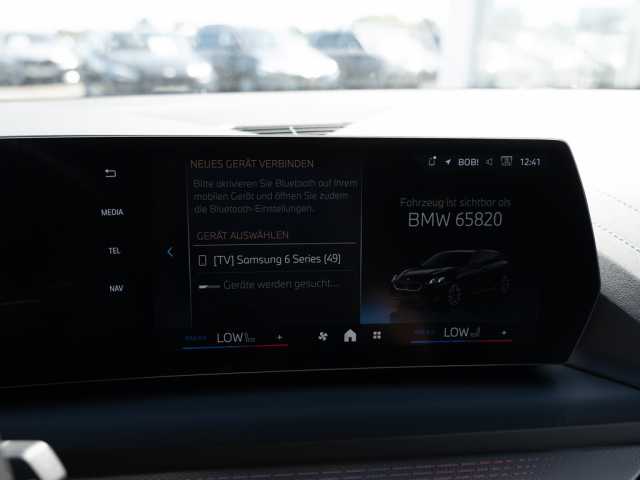 NEUES GERÄT VERBINDEN
BOB!
12:41
Bitte aktivieren Sie Bluetooth auf Ihrem
mobilen Gerät und öffnen Sie zudem
die Bluetooth-Einstellungen.
MEDIA
TEL
NAV
GERÄT AUSWÄHLEN
[TV] Samsung 6 Series (49)
Geräte werden gesucht...
Fahrzeug ist sichtbar als
BMW 65820
LOW
+
LOW
+